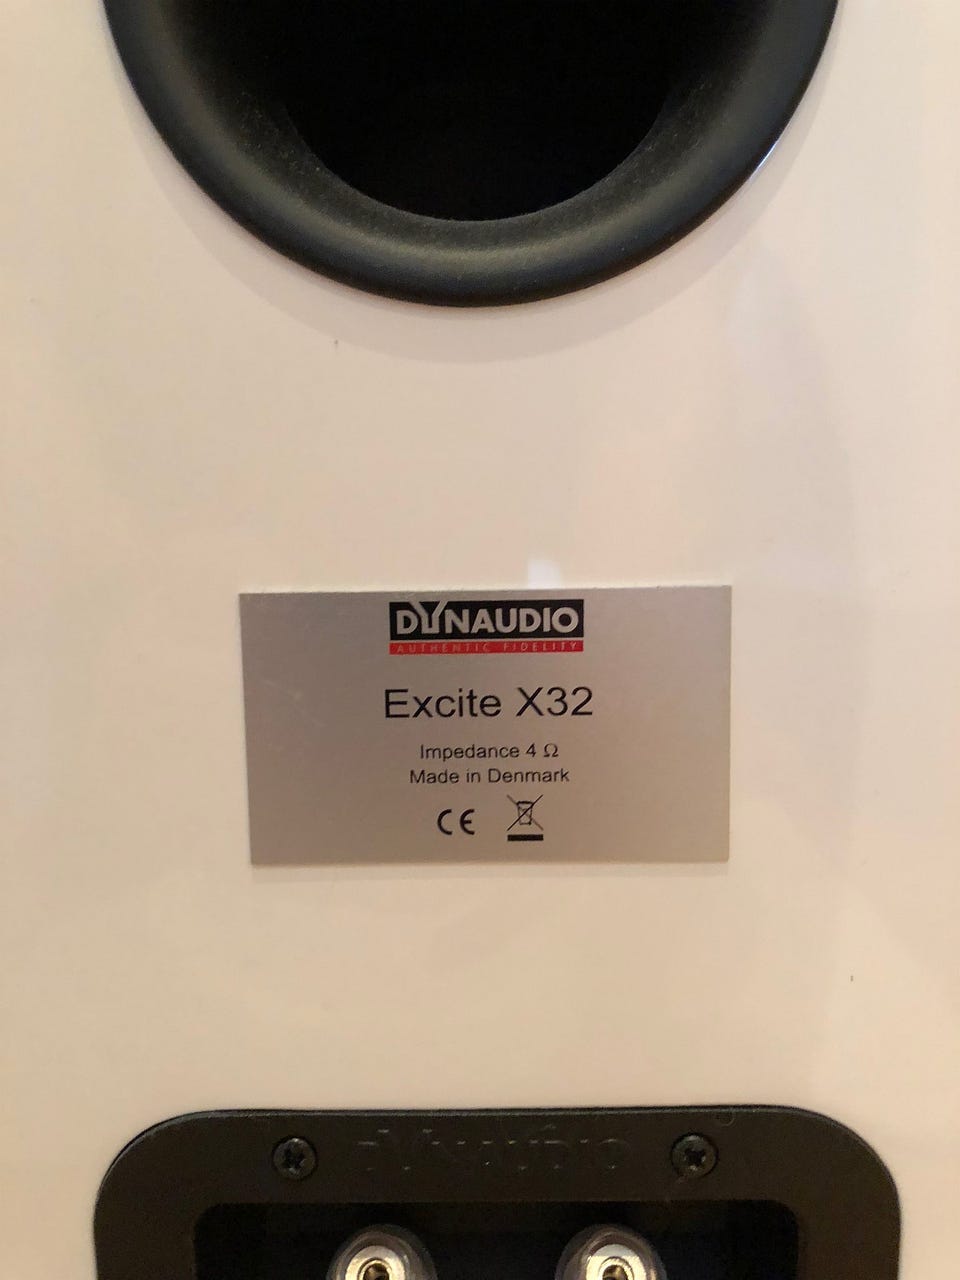 DYNAUDIO
AUTHENTIC FIDELITY
Excite X32
Impedance 4 Ω
Made in Denmark
CE
DYNAUDIO